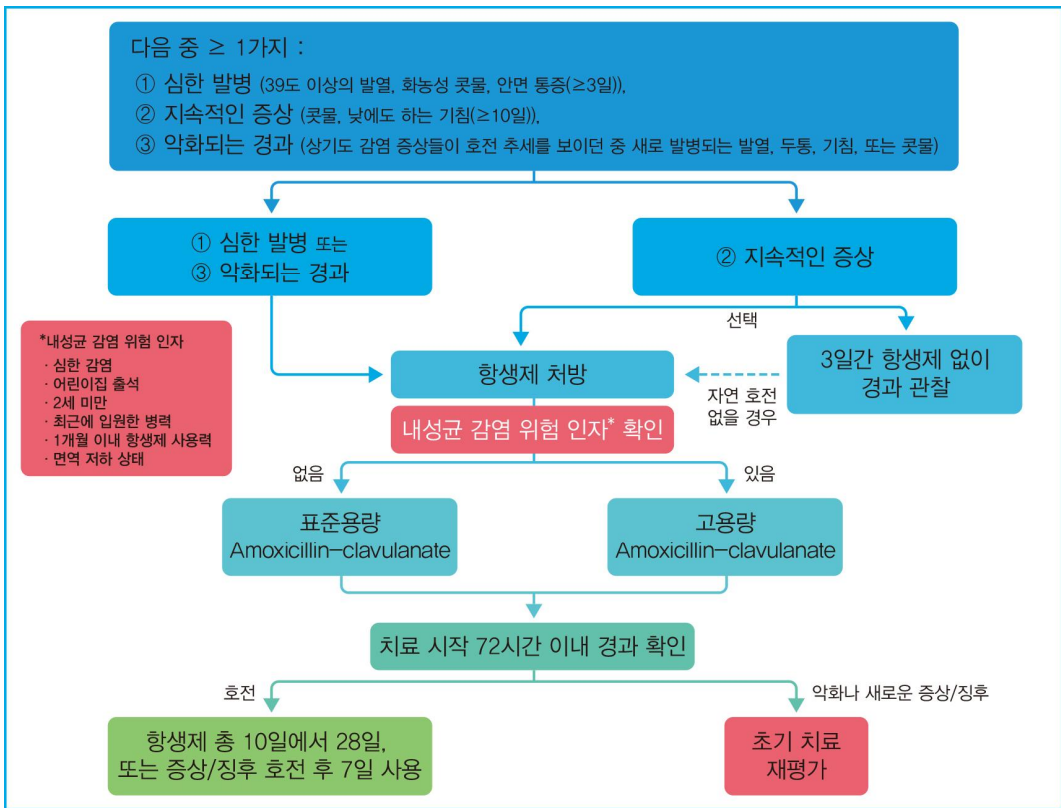 다음 중 ≥ 1가지 :
① 심한 발병 (39도 이상의 발열, 화농성 콧물, 안면 통증(≥3일)),
② 지속적인 증상 (콧물, 낮에도 하는 기침(≥10일)),
③ 악화되는 경과 (상기도 감염 증상들이 호전 추세를 보이던 중 새로 발병되는 발열, 두통, 기침, 또는 콧물)
① 심한 발병 또는
③ 악화되는 경과
② 지속적인 증상
선택
*내성균 감염 위험 인자
· 심한 감염
· 어린이집 출석
· 2세 미만
· 최근에 입원한 병력
· 1개월 이내 항생제 사용력
· 면역 저하 상태
항생제 처방
자연 호전
없을 경우
3일간 항생제 없이
경과 관찰
내성균 감염 위험 인자* 확인
없음
있음
표준용량
Amoxicillin-clavulanate
고용량
Amoxicillin-clavulanate
치료 시작 72시간 이내 경과 확인
호전
악화나 새로운 증상/징후
항생제 총 10일에서 28일,
또는 증상/징후 호전 후 7일 사용
초기 치료
재평가